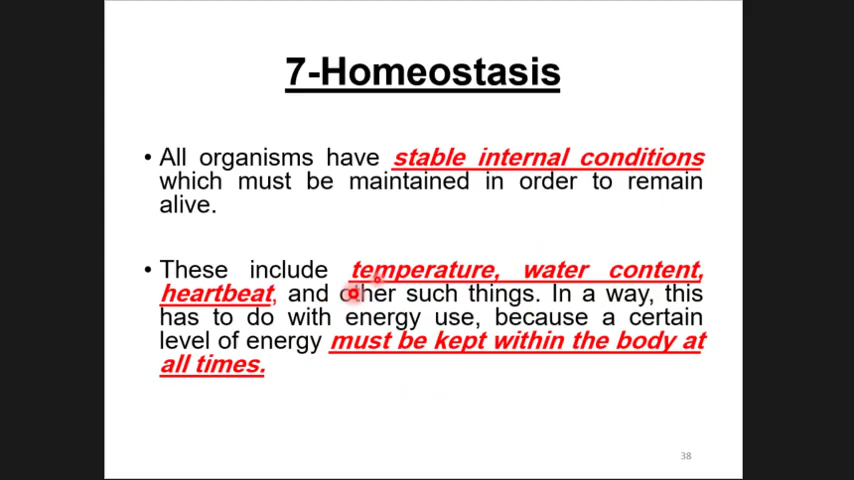 7-Homeostasis
• All organisms have stable internal conditions
which must be maintained in order to remain
alive.
• These include temperature, water content,
heartbeat, and other such things. In a way, this
has to do with energy use, because a certain
level of energy must be kept within the body at
all times.
38